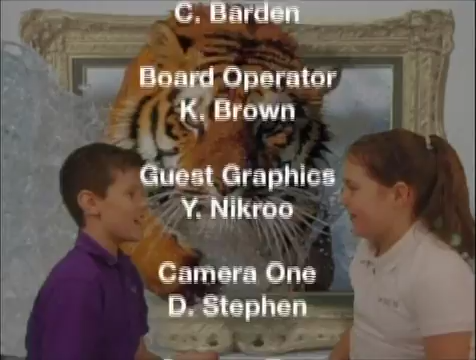 C. Barden
Board Operator
K. Brown
Guest Graphics
Y. Nikroo
Camera One
D. Stephen